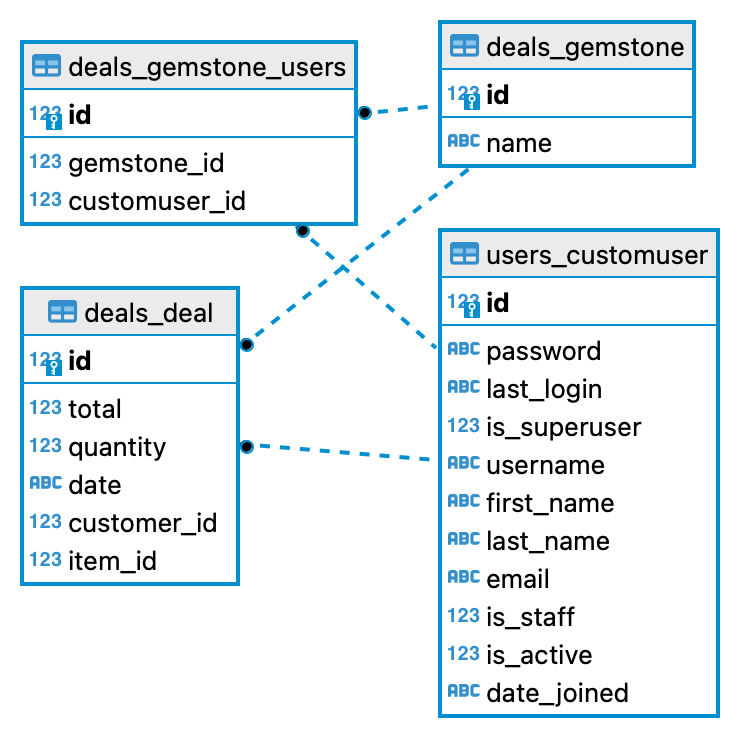 deals_gemstone_users
123 id
123 gemstone_id
123 customuser_id
deals_gemstone
123 id
ABC name
deals_deal
123 id
123 total
123 quantity
ABC date
123 customer_id
123 item_id
users_customuser
123 id
ABC password
ABC last_login
123 is_superuser
ABC username
ABC first_name
ABC last_name
ABC email
123 is_staff
123 is_active
ABC date_joined